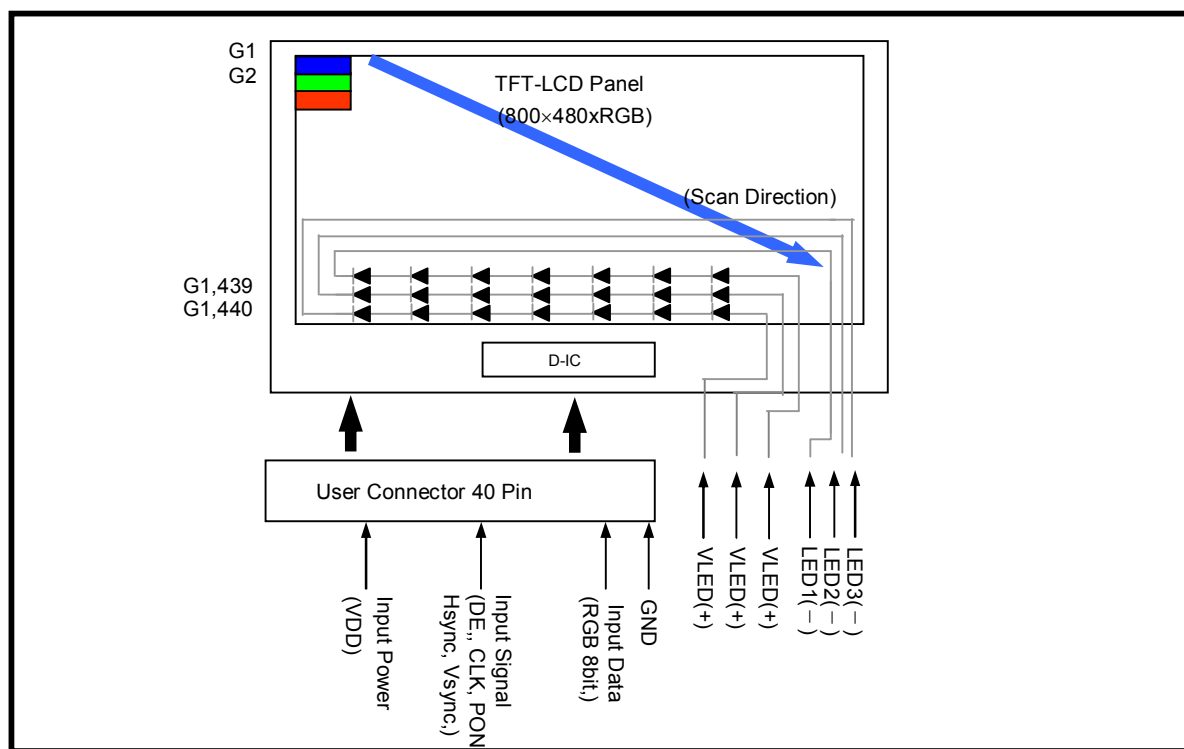 G1
G2
TFT-LCD Panel
(800×480xRGB)
(Scan Direction)
G1,439
G1,440
D-IC
User Connector 40 Pin
Input Power
(VDD)
Input Signal
(DE,, CLK, PON
Hsync, Vsync,)
Input Data
(RGB 8bit,)
GND
VLED(+)
VLED(+)
VLED(+)
LED1(−)
LED2(−)
LED3(−)